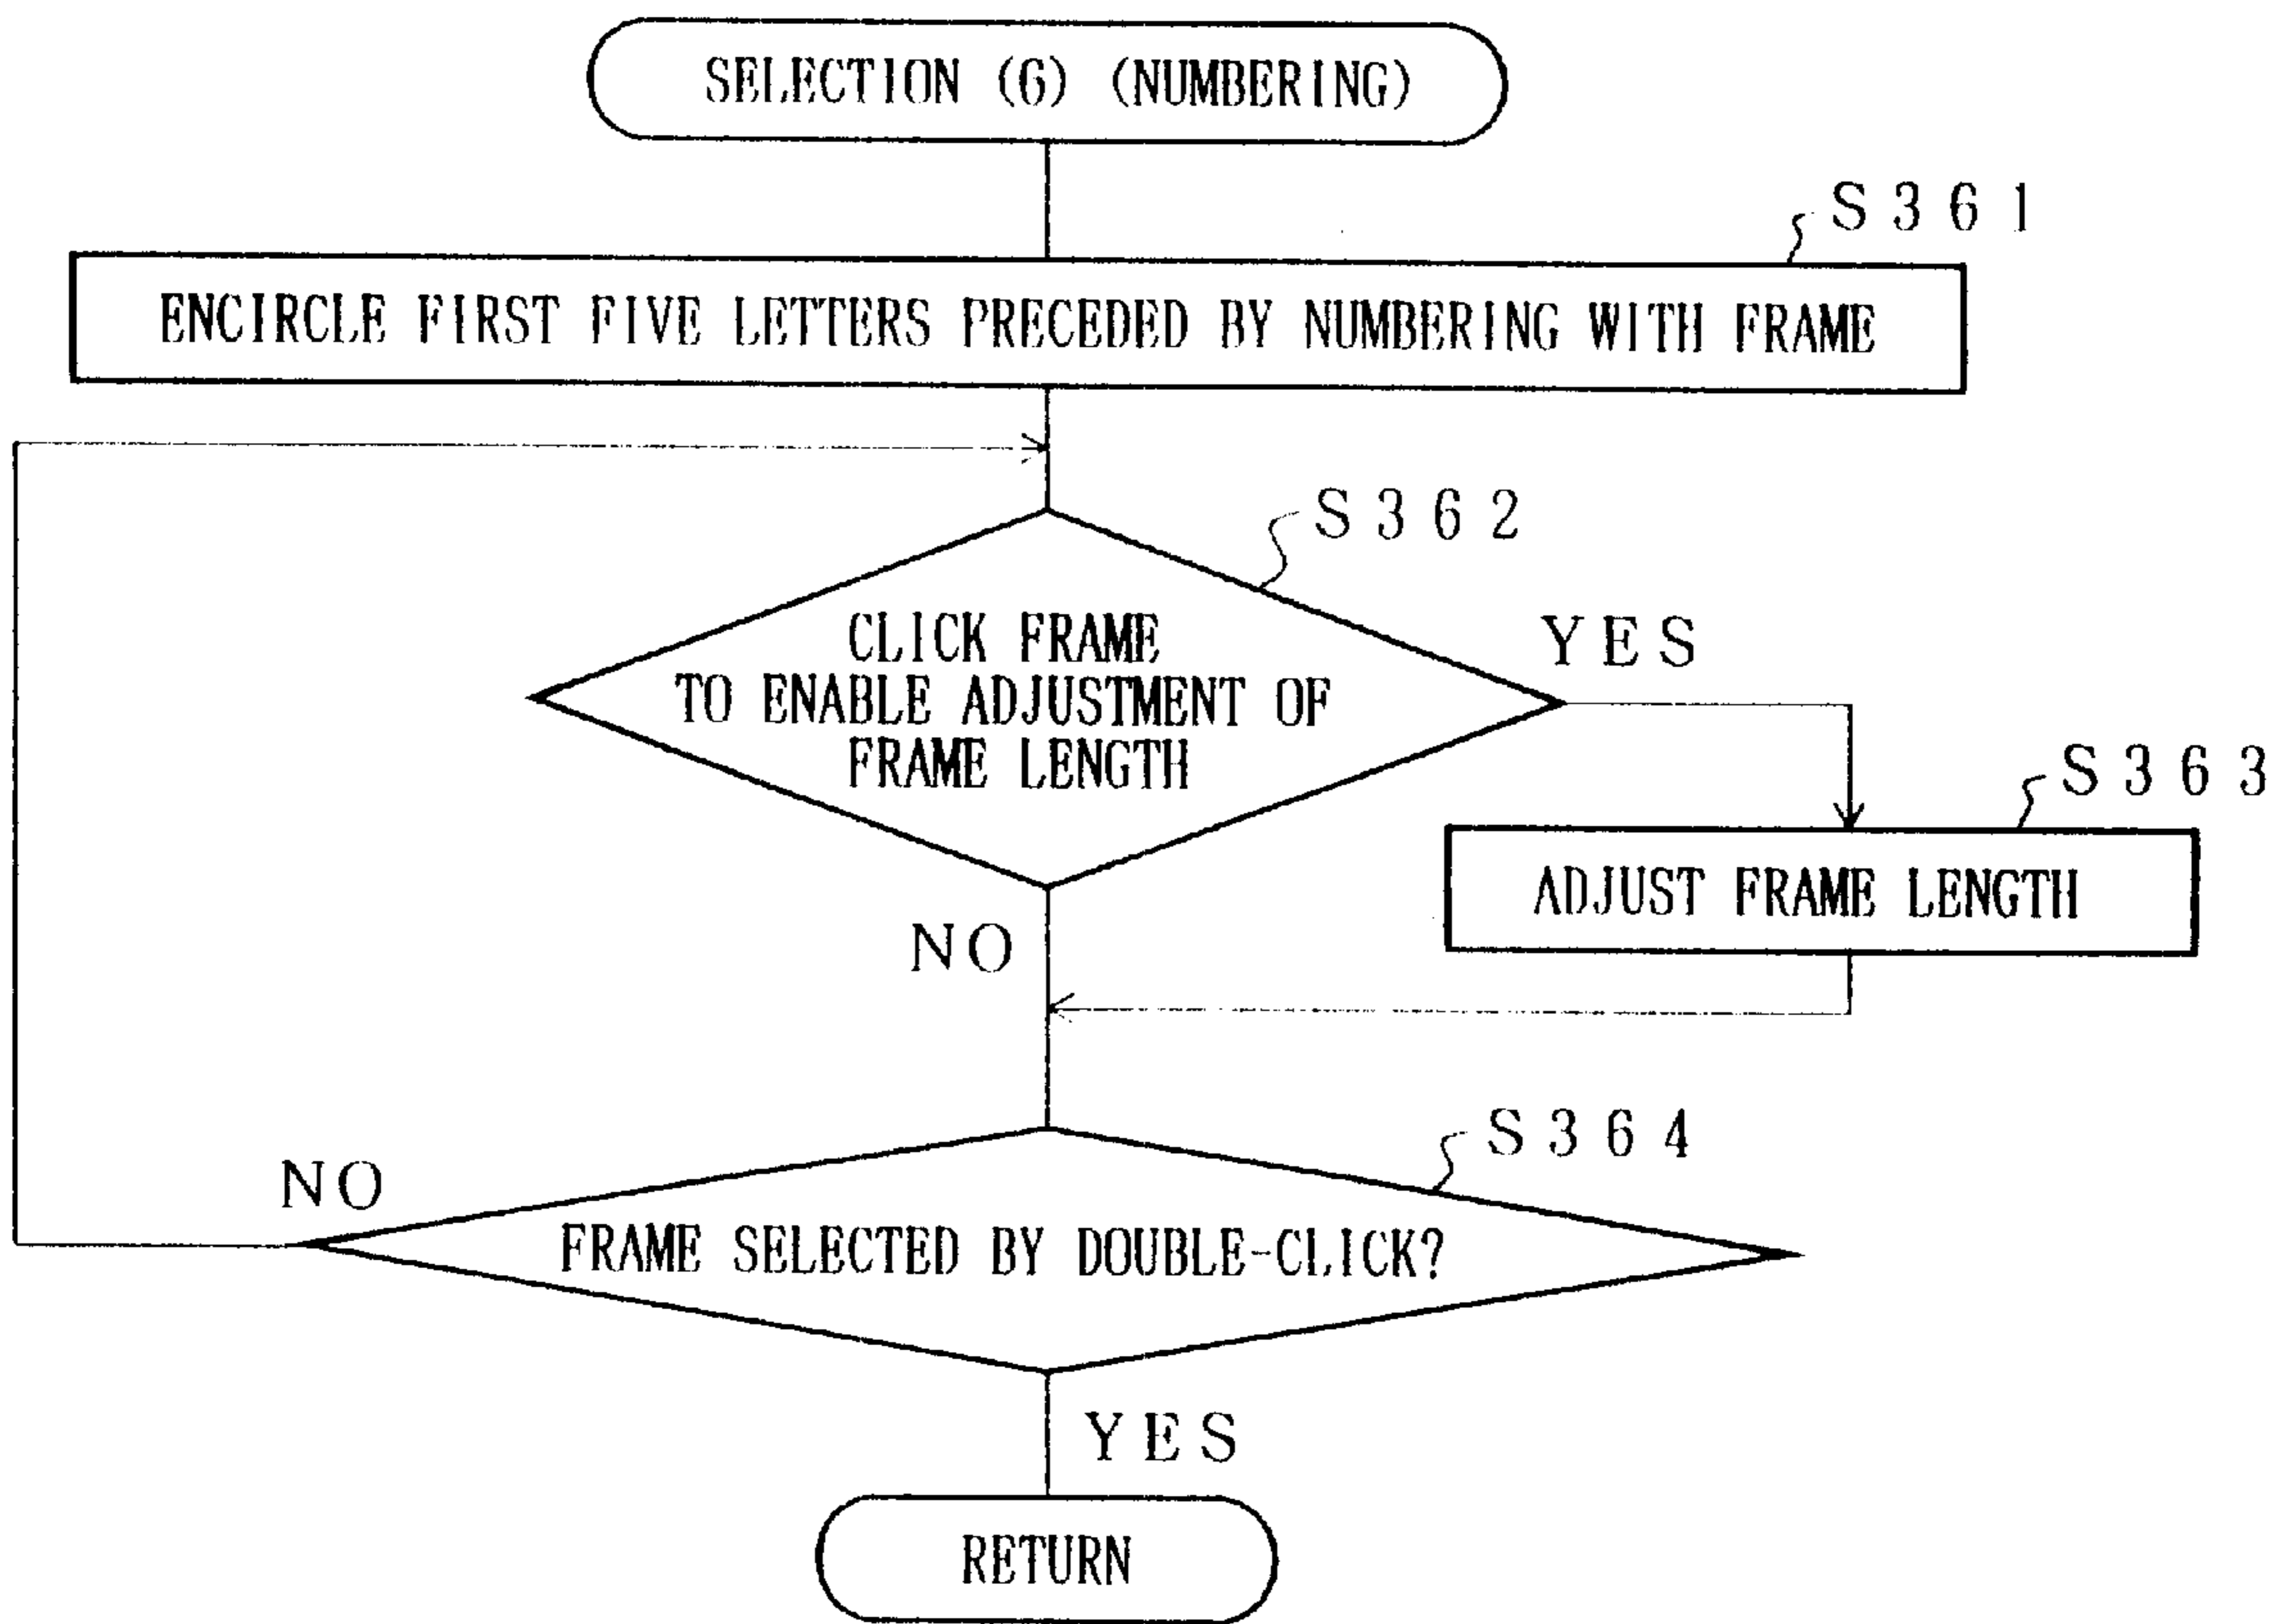 SELECTION (6) (NUMBERING)
S361
ENCIRCLE FIRST FIVE LETTERS PRECEDED BY NUMBERING WITH FRAME
S362
CLICK FRAME
TO ENABLE ADJUSTMENT OF
FRAME LENGTH
YES
S363
ADJUST FRAME LENGTH
NO
S364
NO
FRAME SELECTED BY DOUBLE-CLICK?
YES
RETURN